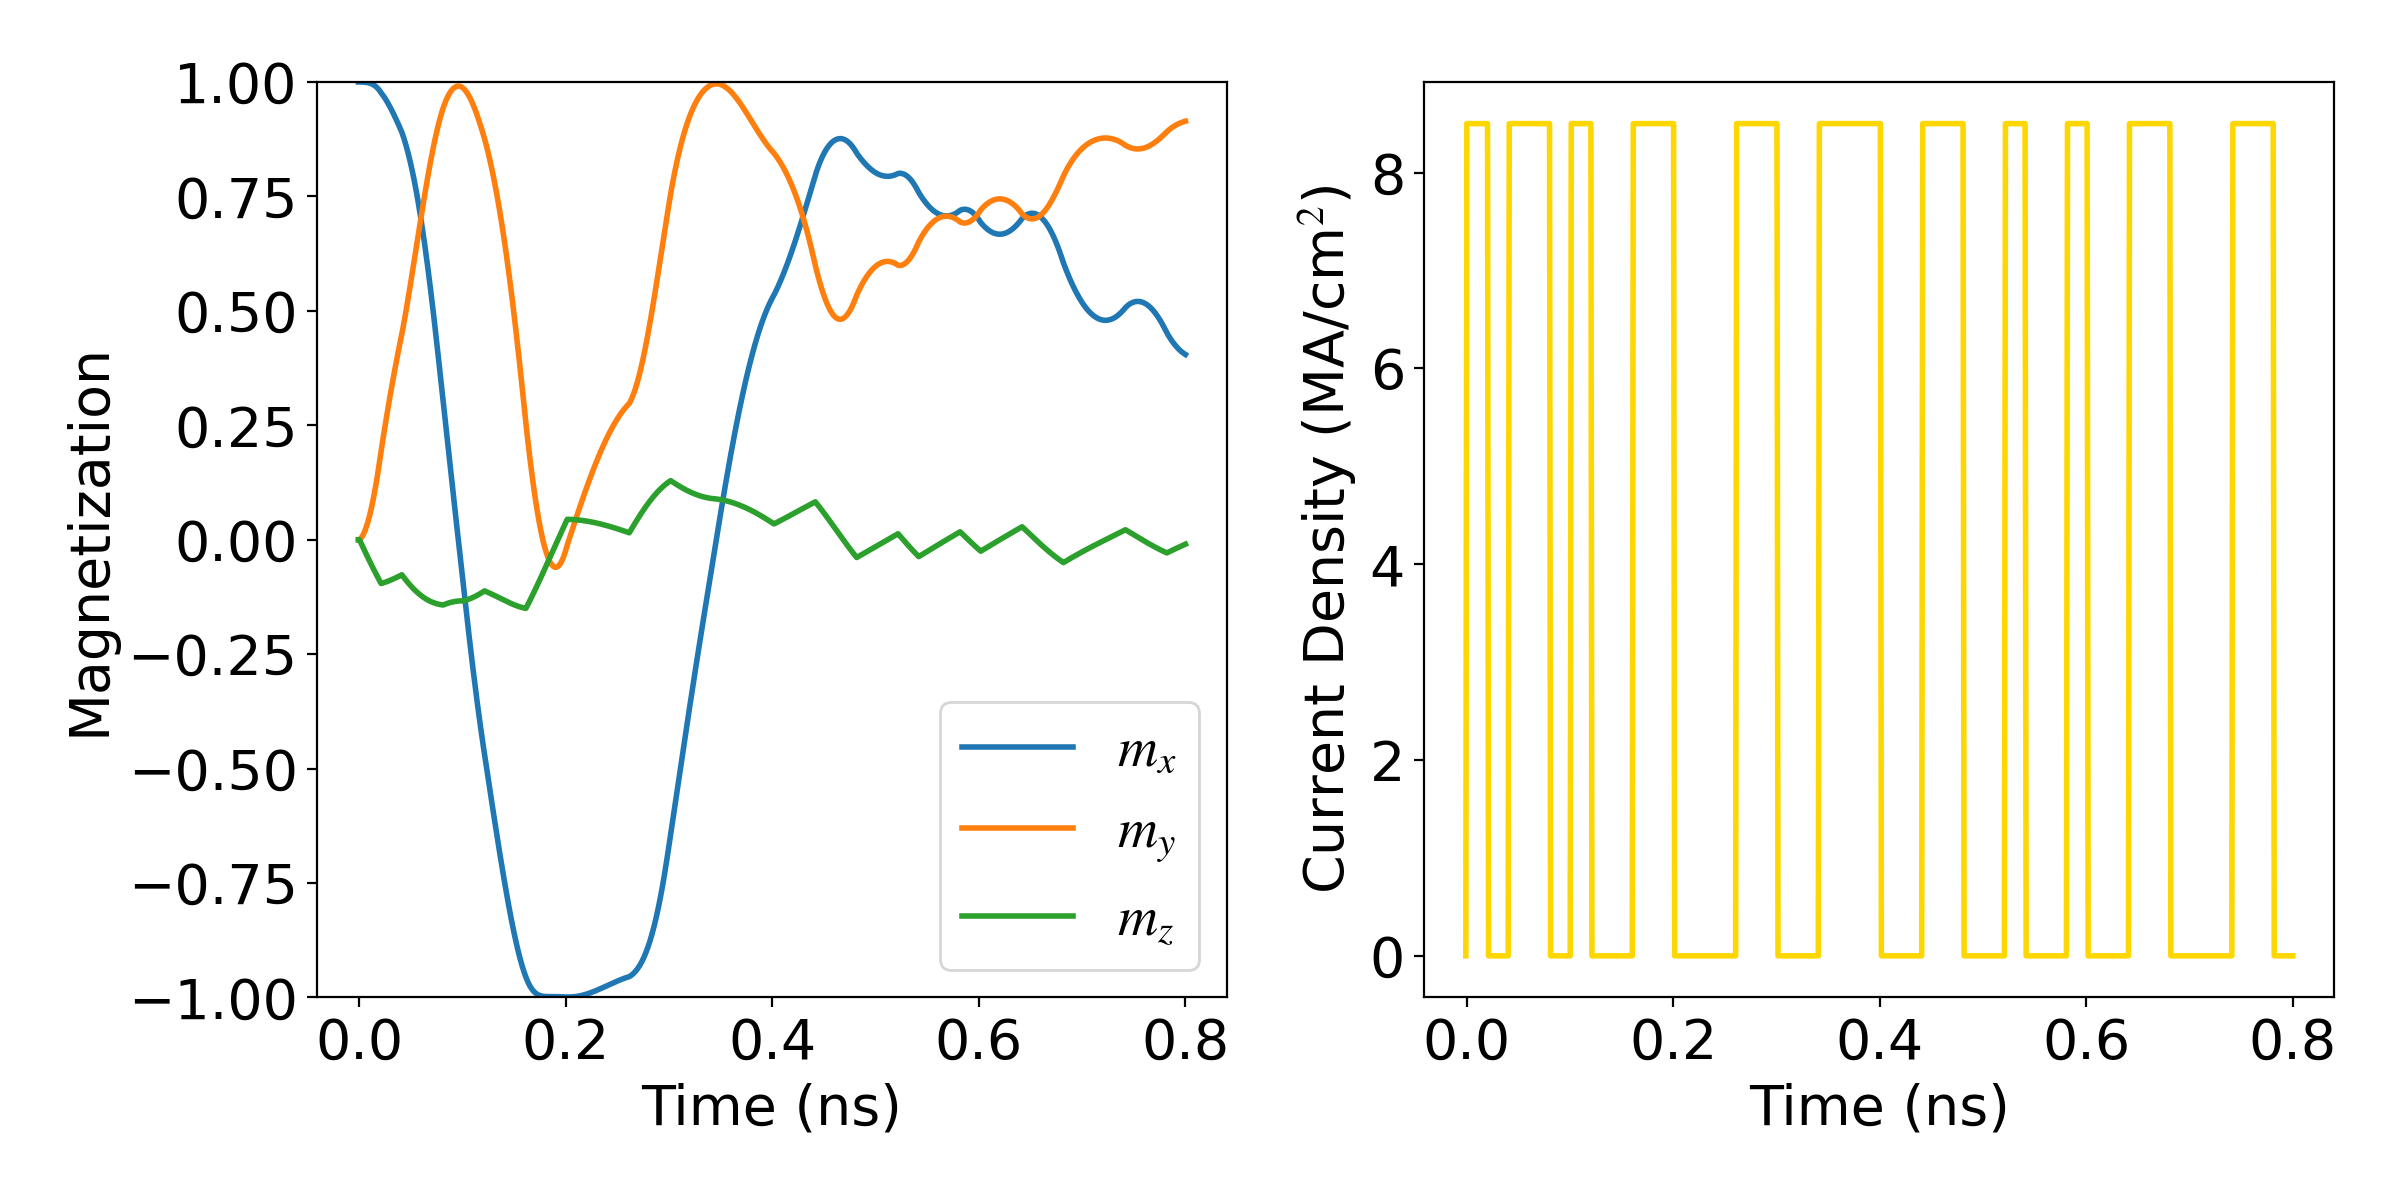 1.00
0.75
0.50
0.25
0.00
−0.25
−0.50
−0.75
−1.00
Magnetization
0.0 0.2 0.4 0.6 0.8
Time (ns)
m_x
m_y
m_z
8
6
4
2
0
Current Density (MA/cm²)
0.0 0.2 0.4 0.6 0.8
Time (ns)